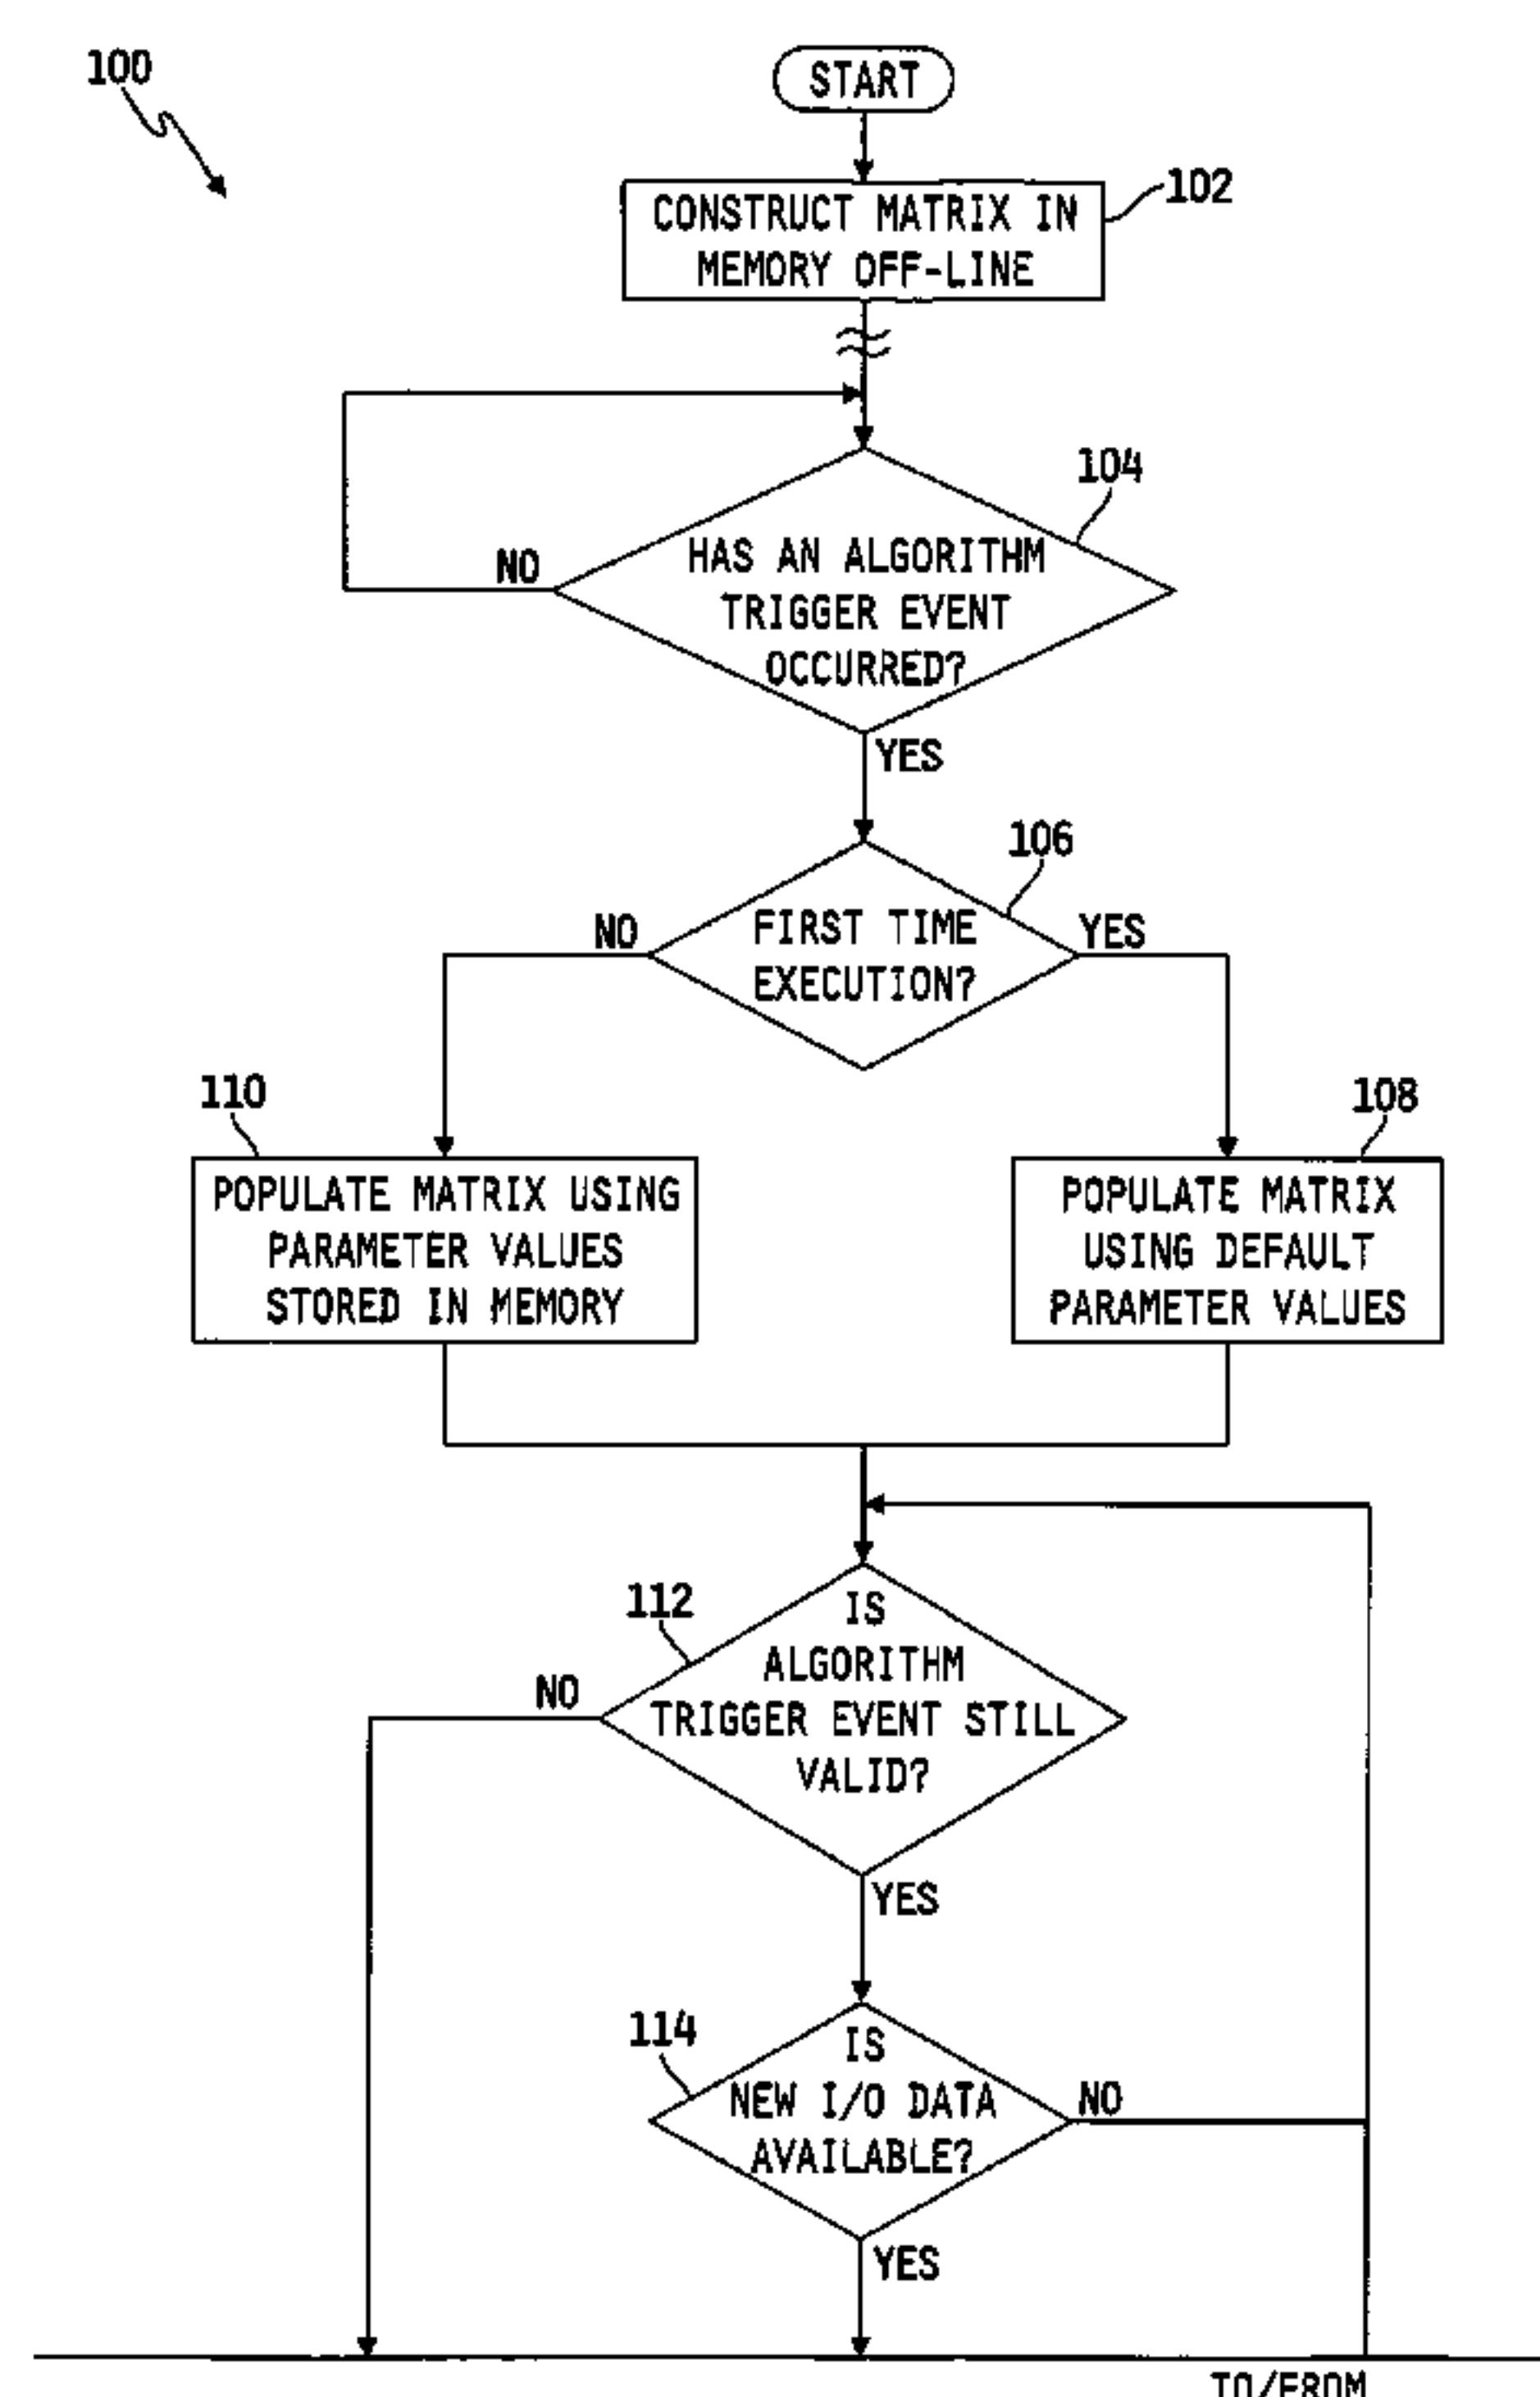 100
START
CONSTRUCT MATRIX IN
MEMORY OFF-LINE
102
104
HAS AN ALGORITHM
TRIGGER EVENT
OCCURRED?
NO
YES
106
FIRST TIME
EXECUTION?
NO
YES
110
POPULATE MATRIX USING
PARAMETER VALUES
STORED IN MEMORY
108
POPULATE MATRIX
USING DEFAULT
PARAMETER VALUES
112
IS
ALGORITHM
TRIGGER EVENT STILL
VALID?
NO
YES
114
IS
NEW I/O DATA
AVAILABLE?
NO
YES
TO/FROM